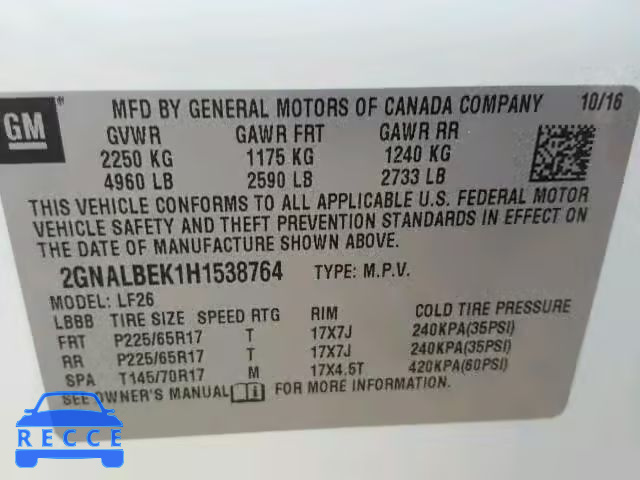 GM ®
MFD BY GENERAL MOTORS OF CANADA COMPANY 10/16
GVWR GAWR FRT GAWR RR
2250 KG 1175 KG 1240 KG
4960 LB 2590 LB 2733 LB
THIS VEHICLE CONFORMS TO ALL APPLICABLE U.S. FEDERAL MOTOR
VEHICLE SAFETY AND THEFT PREVENTION STANDARDS IN EFFECT ON
THE DATE OF MANUFACTURE SHOWN ABOVE.
2GNALBEK1H1538764 TYPE: M.P.V.
MODEL: LF26
LBBB TIRE SIZE SPEED RTG RIM COLD TIRE PRESSURE
FRT P225/65R17 T 17X7J 240KPA(35PSI)
RR P225/65R17 T 17X7J 240KPA(35PSI)
SPA T145/70R17 M 17X4.5T 420KPA(60PSI)
SEE OWNER'S MANUAL FOR MORE INFORMATION.
RECCE